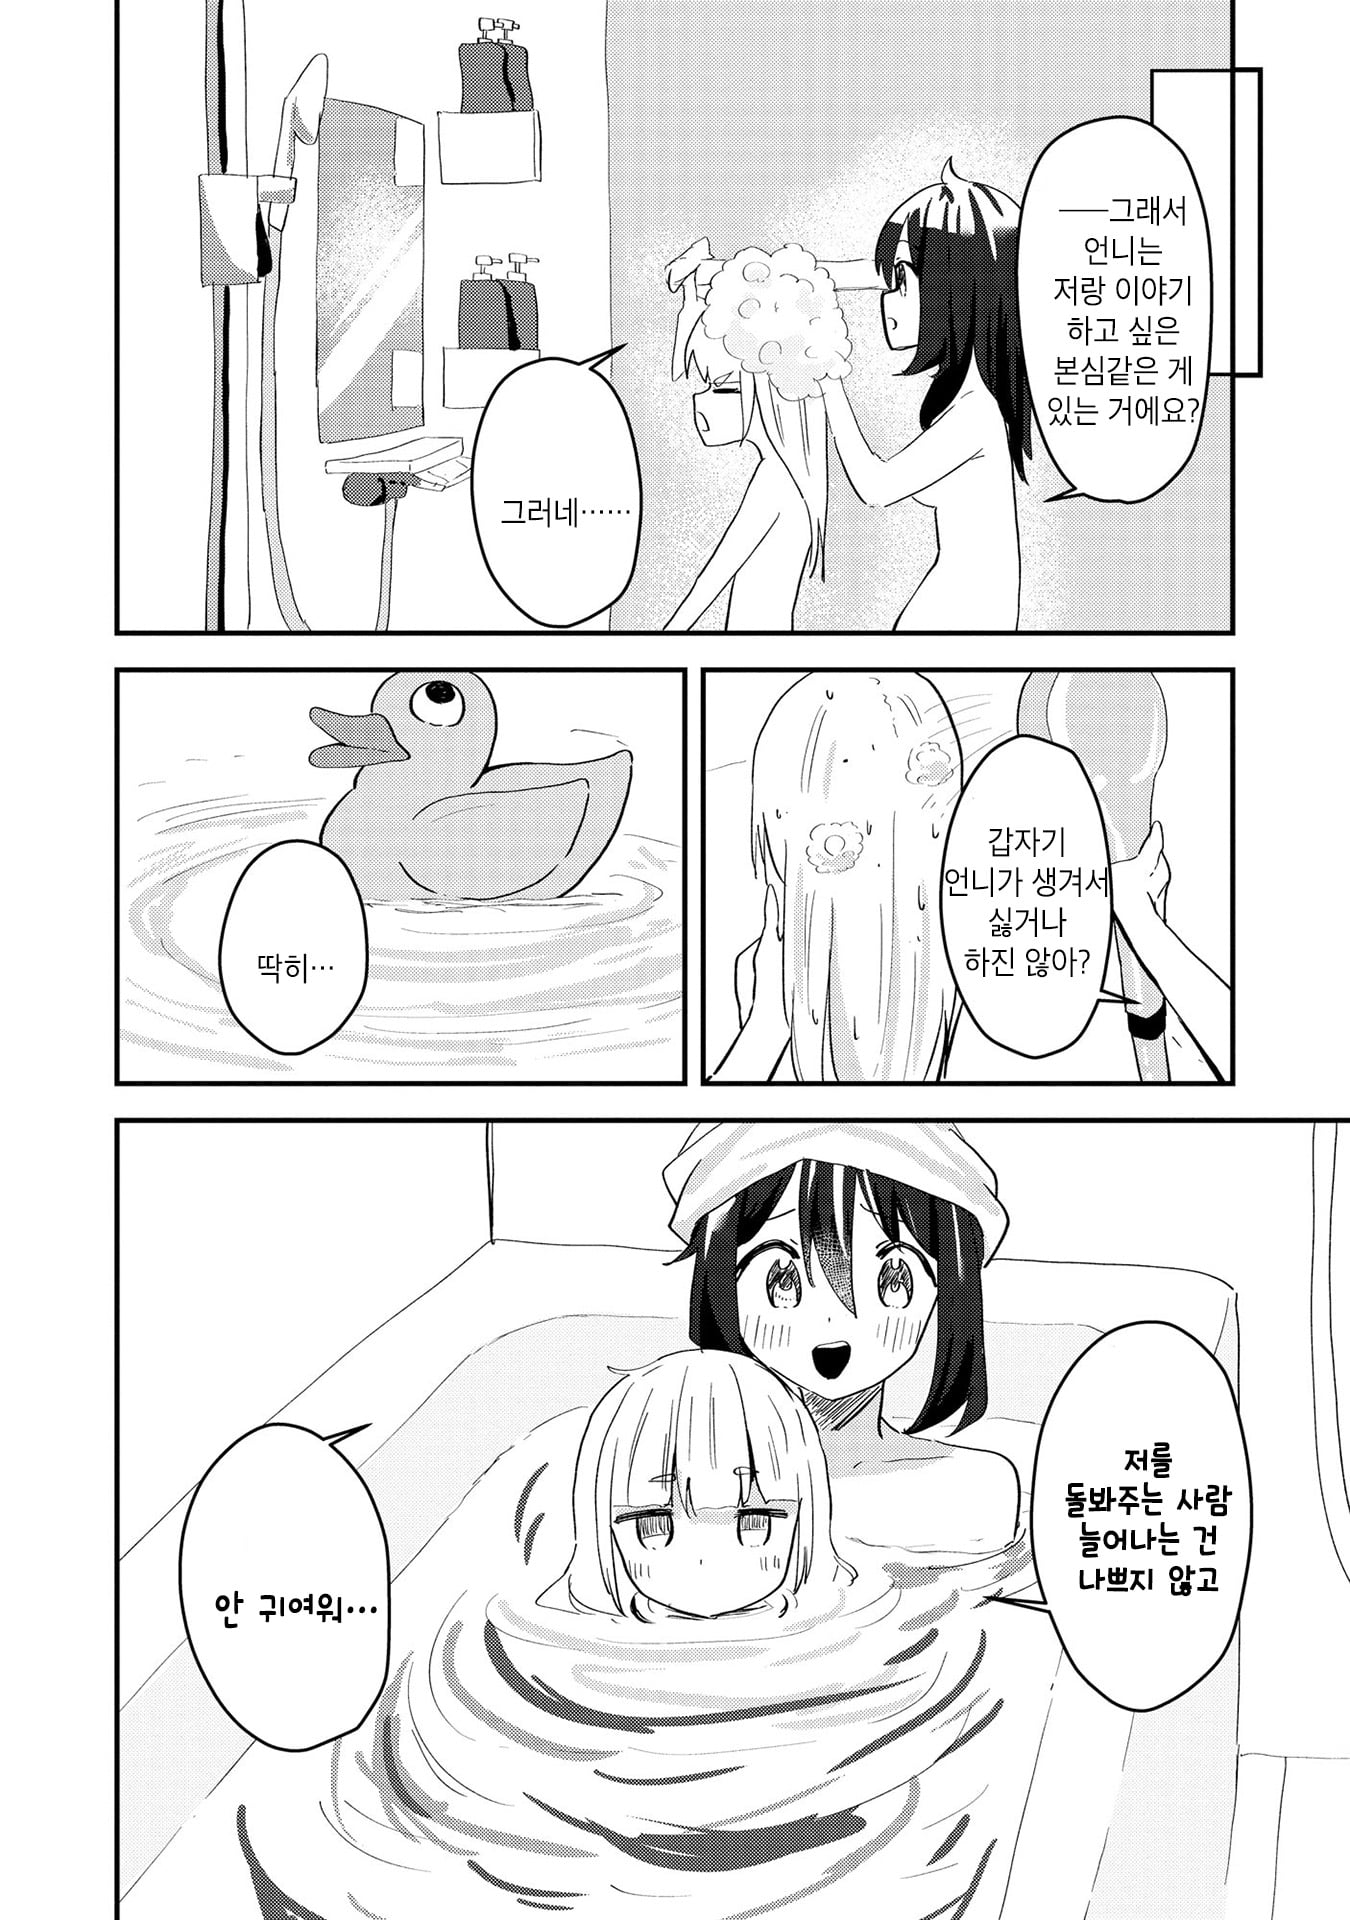 ——그래서
언니는
저랑 이야기
하고 싶은
본심같은 게
있는 거에요?
그러네……
갑자기
언니가 생겨서
싫거나
하진 않아?
딱히…
저를
돌봐주는 사람
늘어나는 건
나쁘지 않고
안 귀여워…